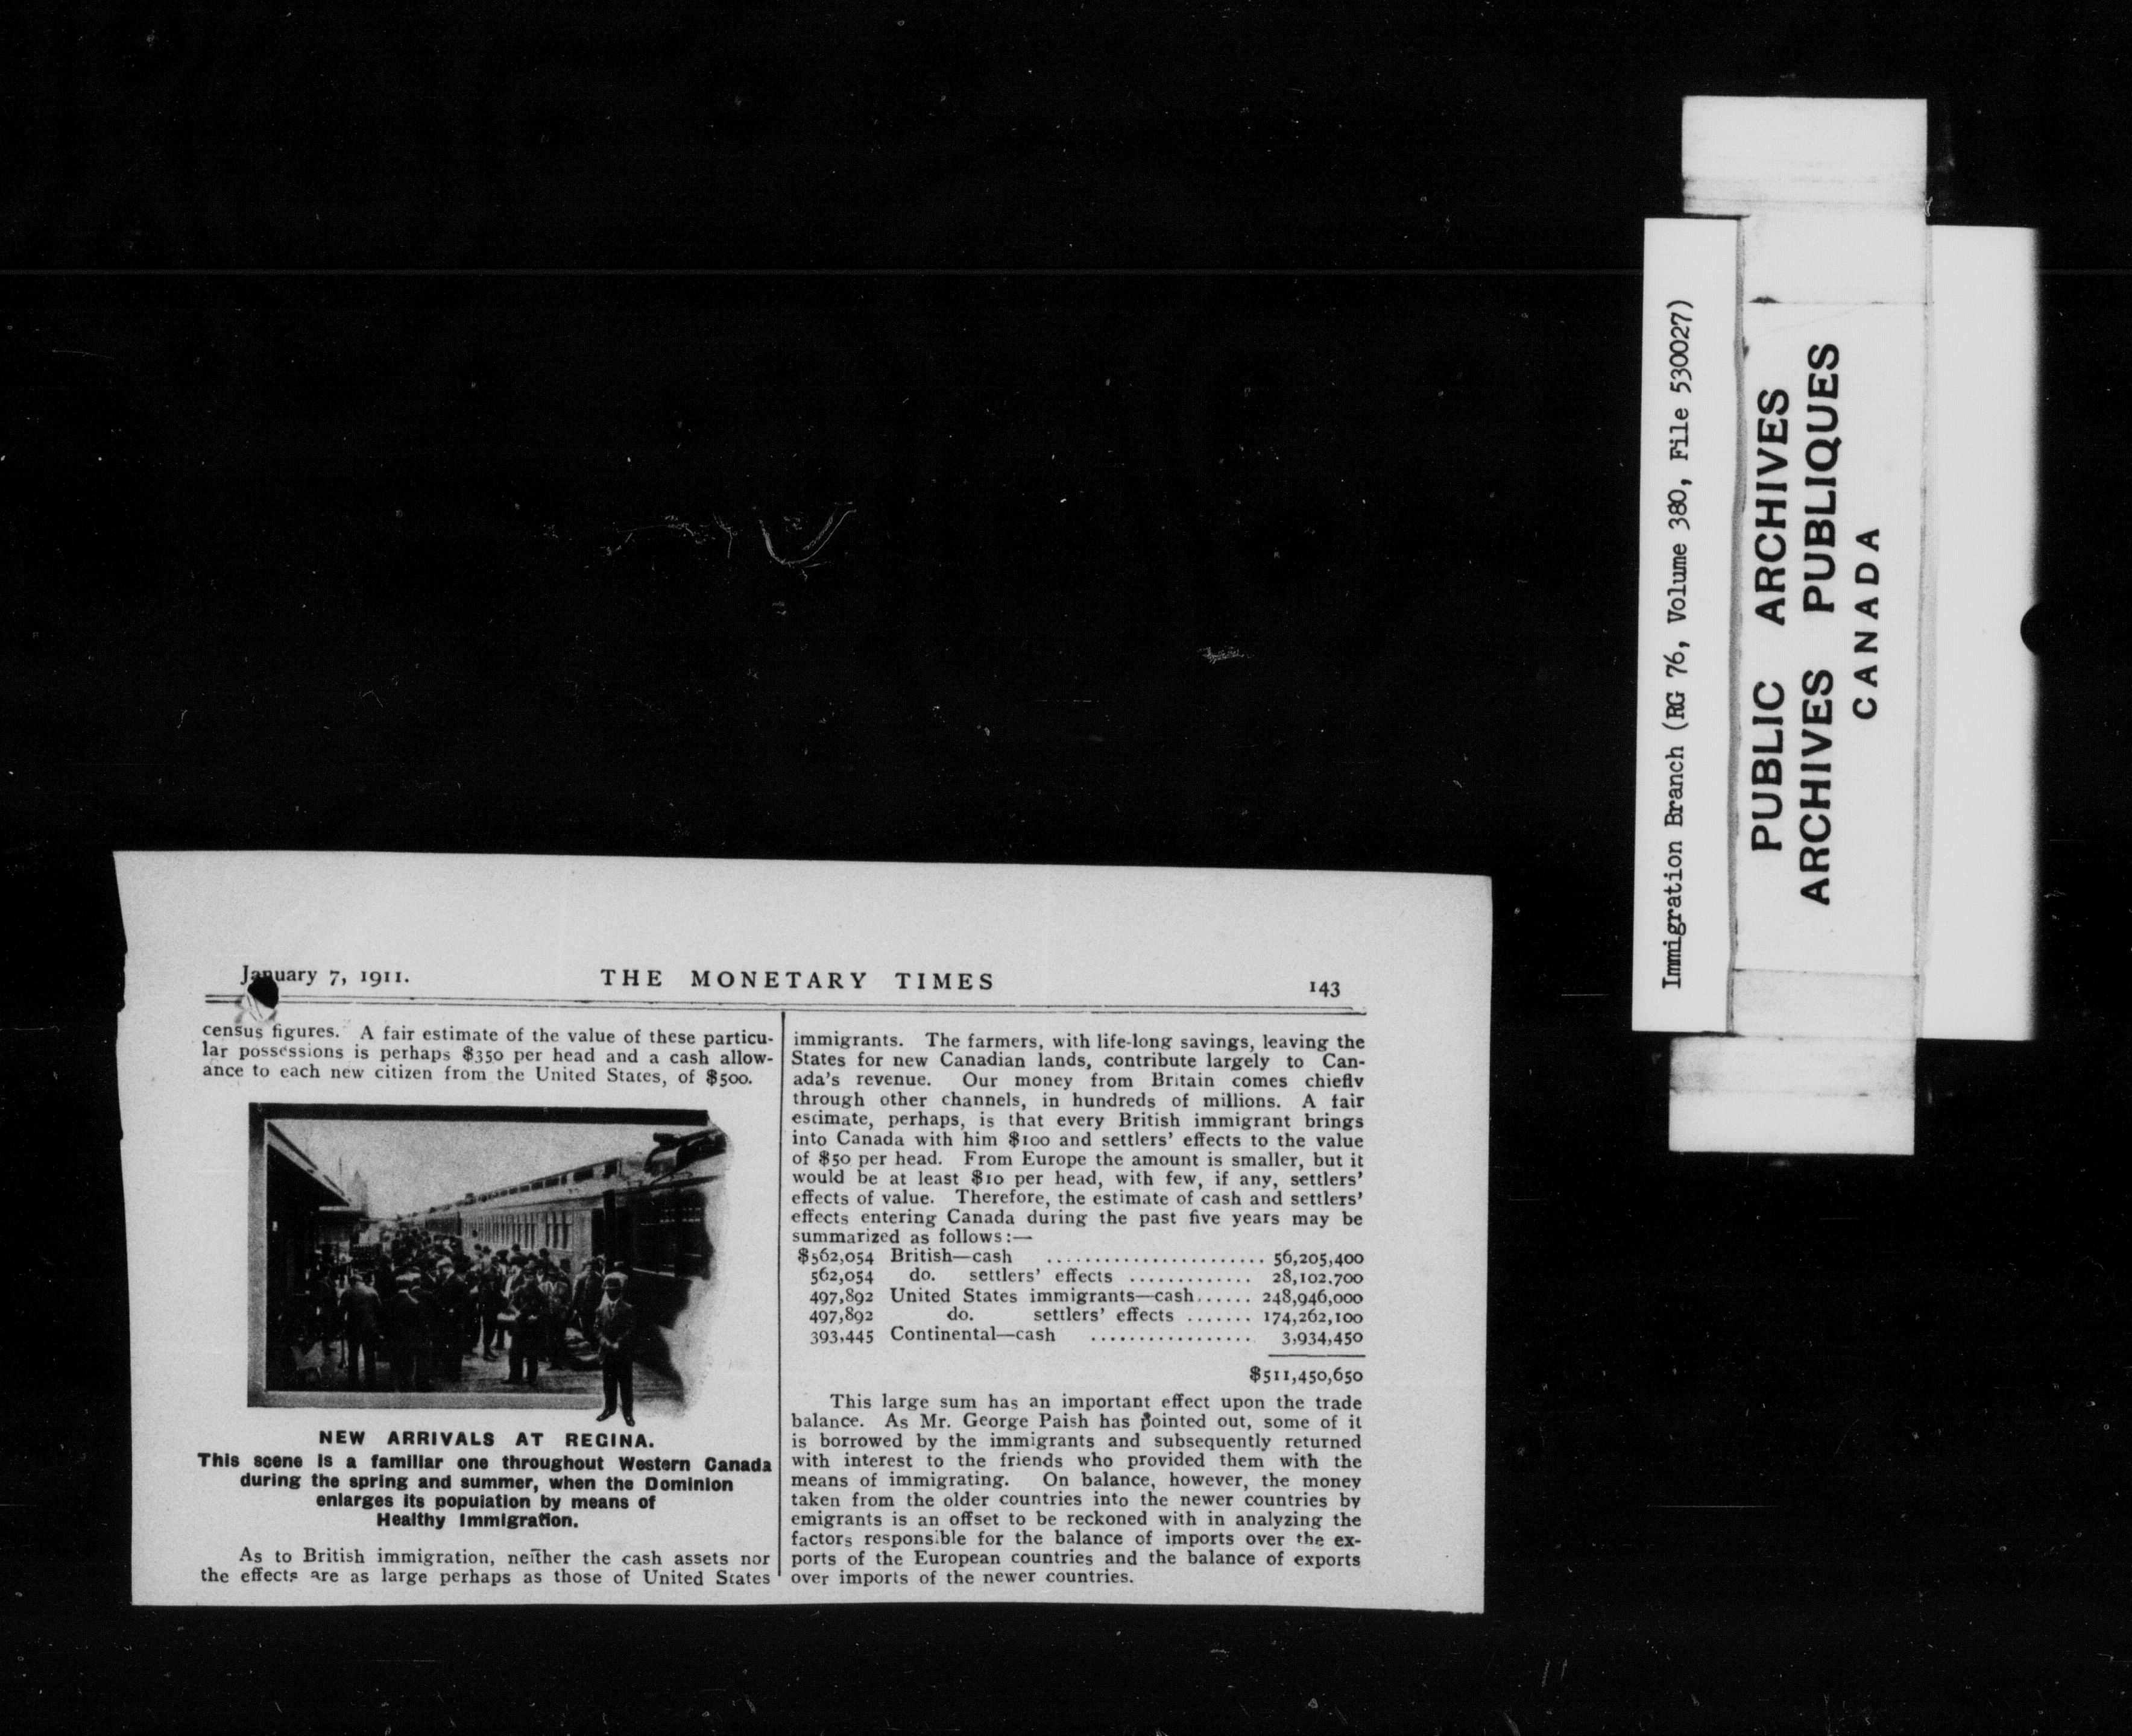 January 7, 1911.
THE MONETARY TIMES
143
census figures. A fair estimate of the value of these particu-
lar possessions is perhaps $350 per head and a cash allow-
ance to each new citizen from the United States, of $500.
NEW ARRIVALS AT REGINA.
This scene is a familiar one throughout Western Canada
during the spring and summer, when the Dominion
enlarges its population by means of
Healthy Immigration.
As to British immigration, neither the cash assets nor
the effects are as large perhaps as those of United States
immigrants. The farmers, with life-long savings, leaving the
States for new Canadian lands, contribute largely to Can-
ada's revenue. Our money from Britain comes chiefly
through other channels, in hundreds of millions. A fair
estimate, perhaps, is that every British immigrant brings
into Canada with him $100 and settlers' effects to the value
of $50 per head. From Europe the amount is smaller, but it
would be at least $10 per head, with few, if any, settlers'
effects of value. Therefore, the estimate of cash and settlers'
effects entering Canada during the past five years may be
summarized as follows:—
$562,054 British—cash ...................... 56,205,400
562,054 do. settlers' effects ............. 28,102,700
497,892 United States immigrants—cash...... 248,946,000
497,892 do. settlers' effects ....... 174,262,100
393,445 Continental—cash ................. 3,934,450
$511,450,650
This large sum has an important effect upon the trade
balance. As Mr. George Paish has pointed out, some of it
is borrowed by the immigrants and subsequently returned
with interest to the friends who provided them with the
means of immigrating. On balance, however, the money
taken from the older countries into the newer countries by
emigrants is an offset to be reckoned with in analyzing the
factors responsible for the balance of imports over the ex-
ports of the European countries and the balance of exports
over imports of the newer countries.
Immigration Branch (RG 76, Volume 380, File 530027)
PUBLIC ARCHIVES
ARCHIVES PUBLIQUES
CANADA